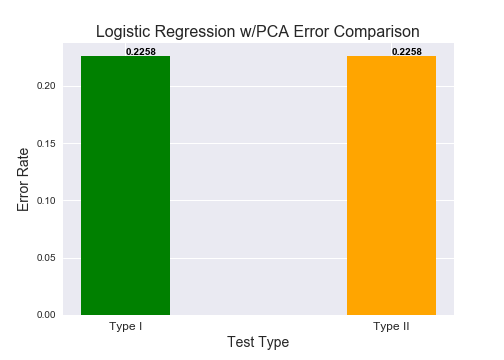 Logistic Regression w/PCA Error Comparison
0.2258
0.2258
0.20
0.15
0.10
0.05
0.00
Error Rate
Type I
Type II
Test Type